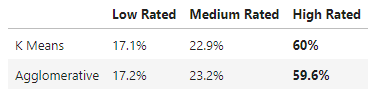 Low Rated Medium Rated High Rated
K Means 17.1% 22.9% 60%
Agglomerative 17.2% 23.2% 59.6%